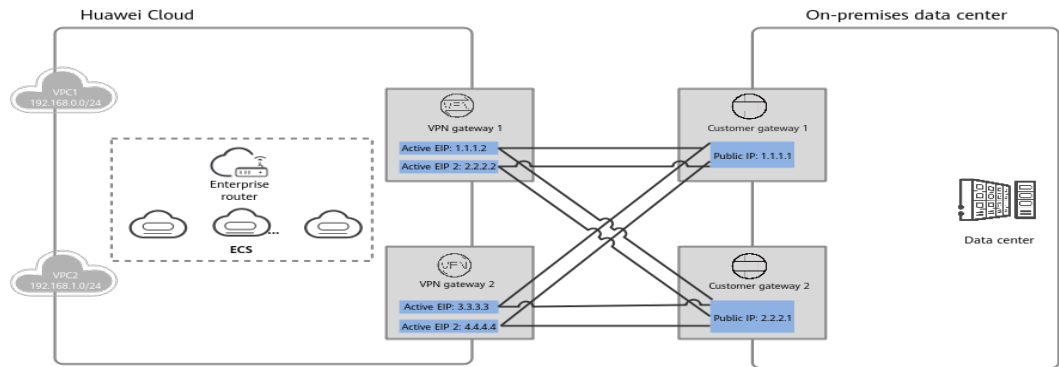 Huawei Cloud
On-premises data center
VPC1
192.168.0.0/24
VPN gateway 1
Active EIP: 1.1.1.2
Active EIP 2: 2.2.2.2
Customer gateway 1
Public IP: 1.1.1.1
Enterprise
router
...
ECS
Data center
VPC2
192.168.1.0/24
VPN
VPN gateway 2
Active EIP: 3.3.3.3
Active EIP 2: 4.4.4.4
Customer gateway 2
Public IP: 2.2.2.1